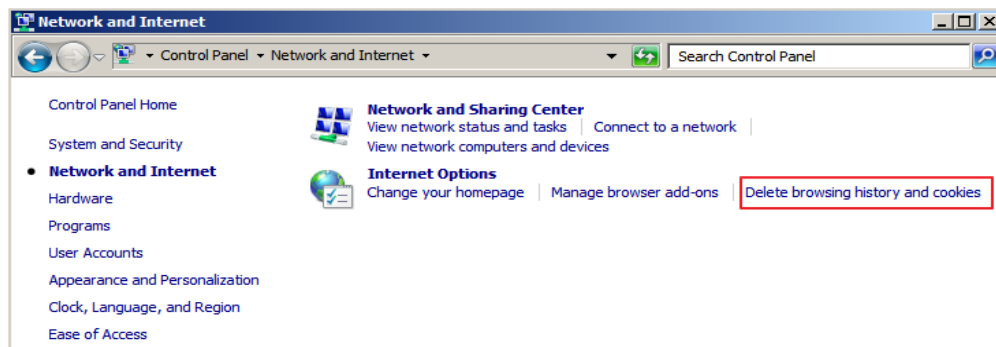 Network and Internet
Control Panel Network and Internet
Search Control Panel
Control Panel Home
System and Security
Network and Internet
Hardware
Programs
User Accounts
Appearance and Personalization
Clock, Language, and Region
Ease of Access
Network and Sharing Center
View network status and tasks Connect to a network
View network computers and devices
Internet Options
Change your homepage Manage browser add-ons Delete browsing history and cookies